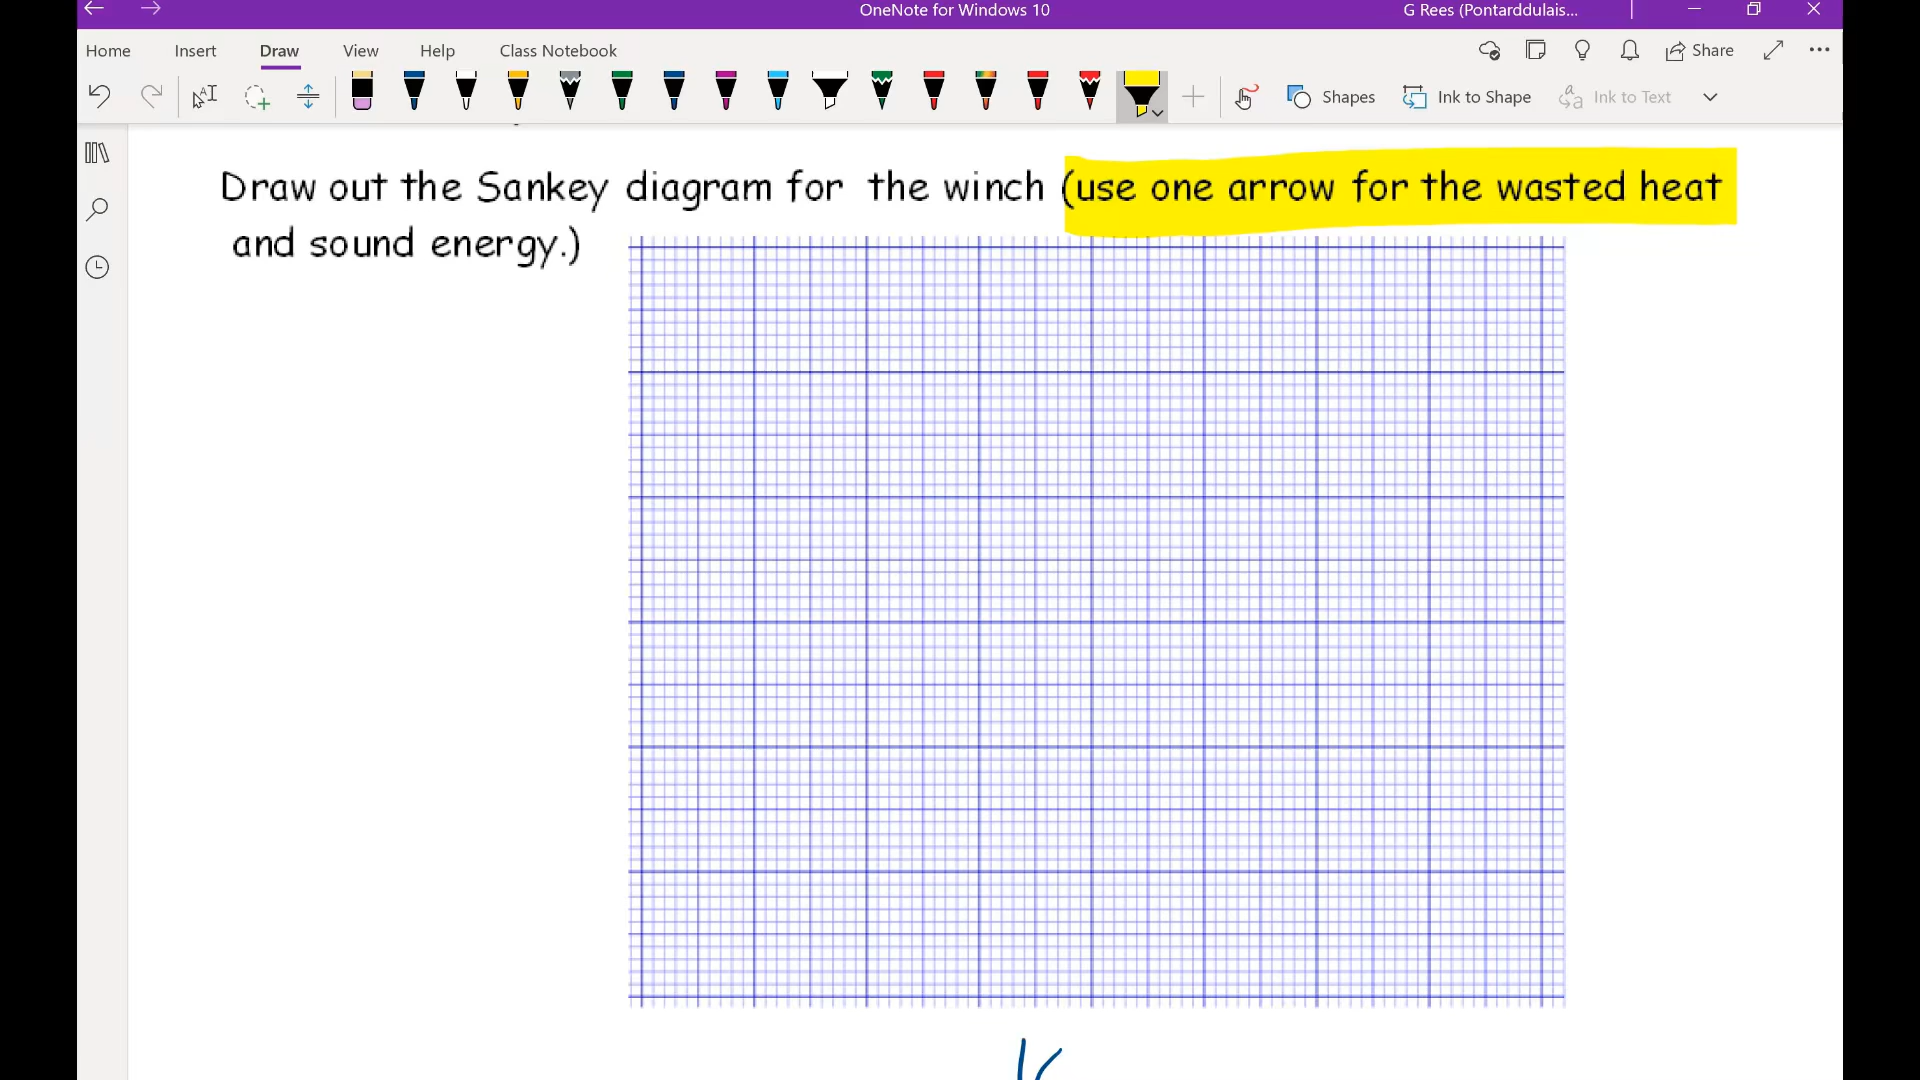 OneNote for Windows 10
G Rees (Pontarddulais...
Home Insert Draw View Help Class Notebook
Share
Shapes Ink to Shape Ink to Text
Draw out the Sankey diagram for the winch (use one arrow for the wasted heat
and sound energy.)